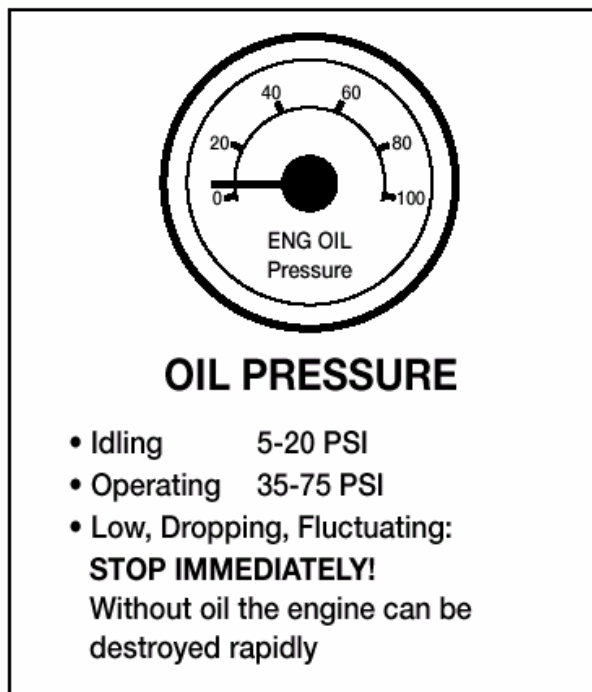 40 60
20 80
0 100
ENG OIL
Pressure
OIL PRESSURE
• Idling 5-20 PSI
• Operating 35-75 PSI
• Low, Dropping, Fluctuating:
STOP IMMEDIATELY!
Without oil the engine can be
destroyed rapidly